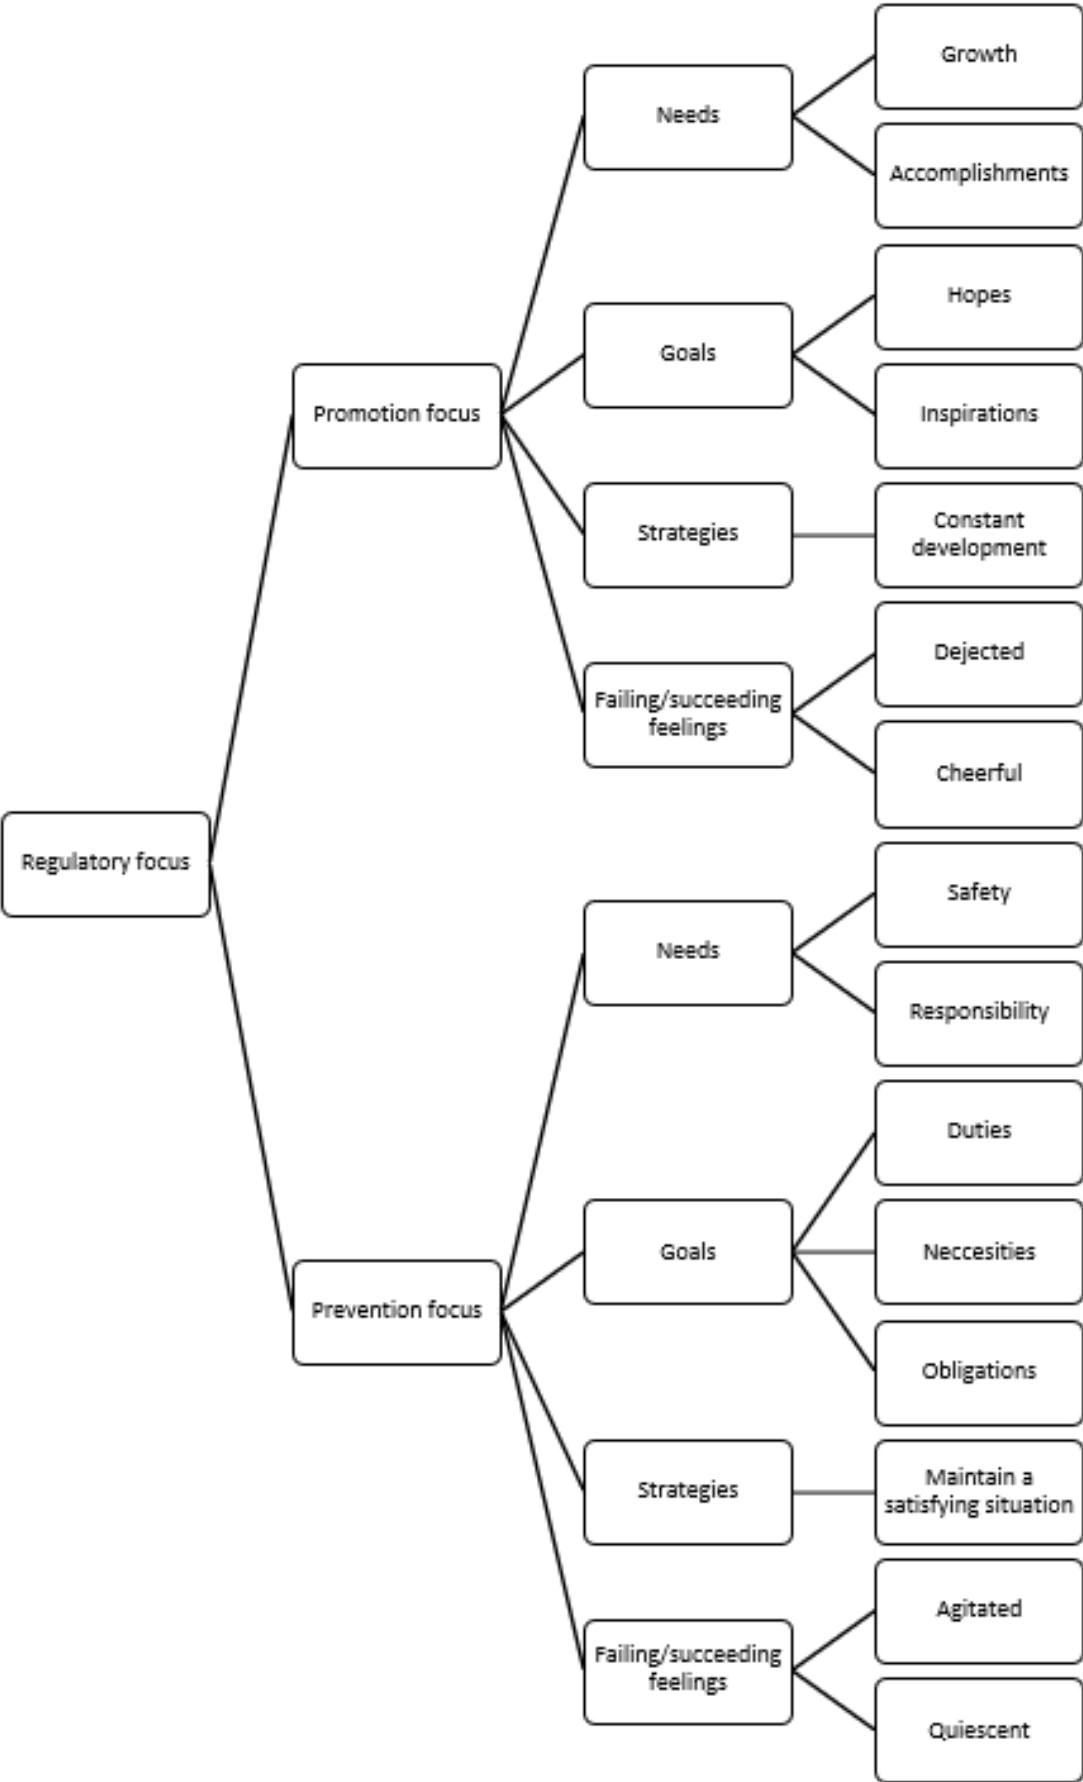 Growth
Needs
Accomplishments
Hopes
Goals
Promotion focus
Inspirations
Strategies
Constant
development
Dejected
Failing/succeeding
feelings
Cheerful
Regulatory focus
Safety
Needs
Responsibility
Duties
Goals
Neccesities
Prevention focus
Obligations
Strategies
Maintain a
satisfying situation
Agitated
Failing/succeeding
feelings
Quiescent